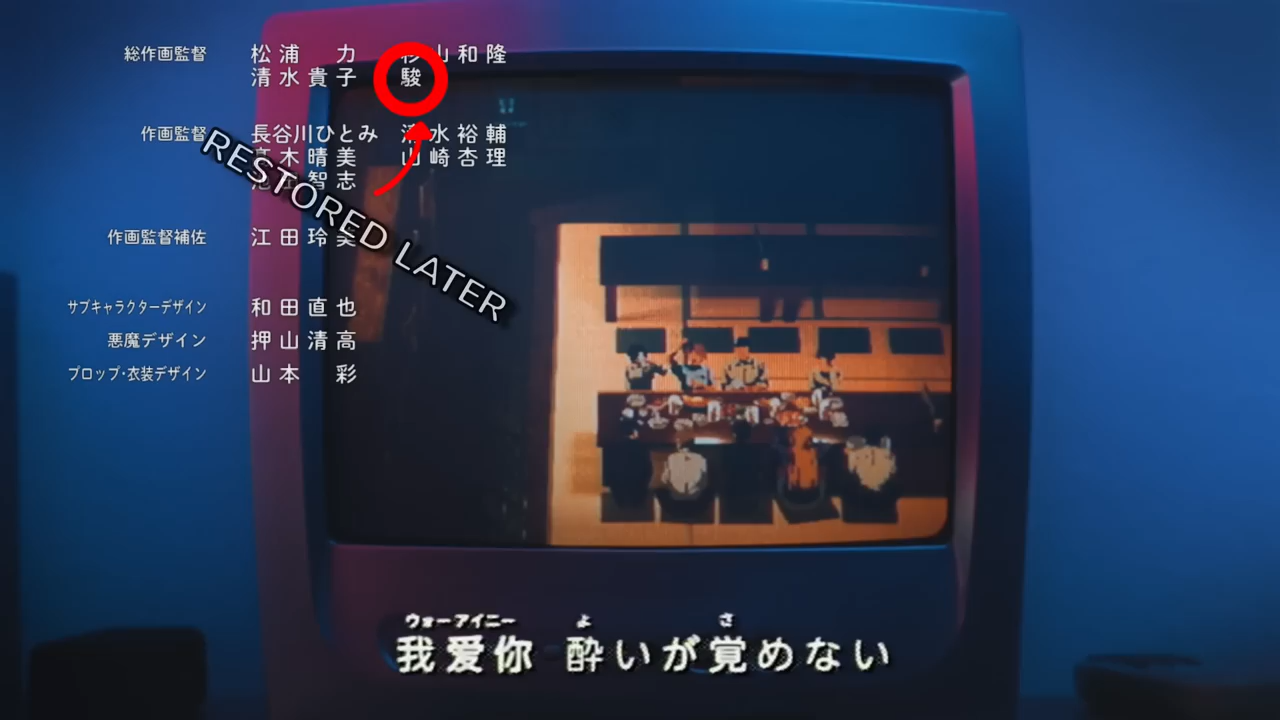 総作画監督 松浦 力 杉山和隆
清水貴子 駿
作画監督 長谷川ひとみ 清水裕輔
高木晴美 山崎杏理
智志
作画監督補佐 江田玲美
サブキャラクターデザイン 和田直也
悪魔デザイン 押山清高
プロップ・衣装デザイン 山本 彩
RESTORED LATER
ウォーアイニー よ さ
我爱你 酔いが覚めない